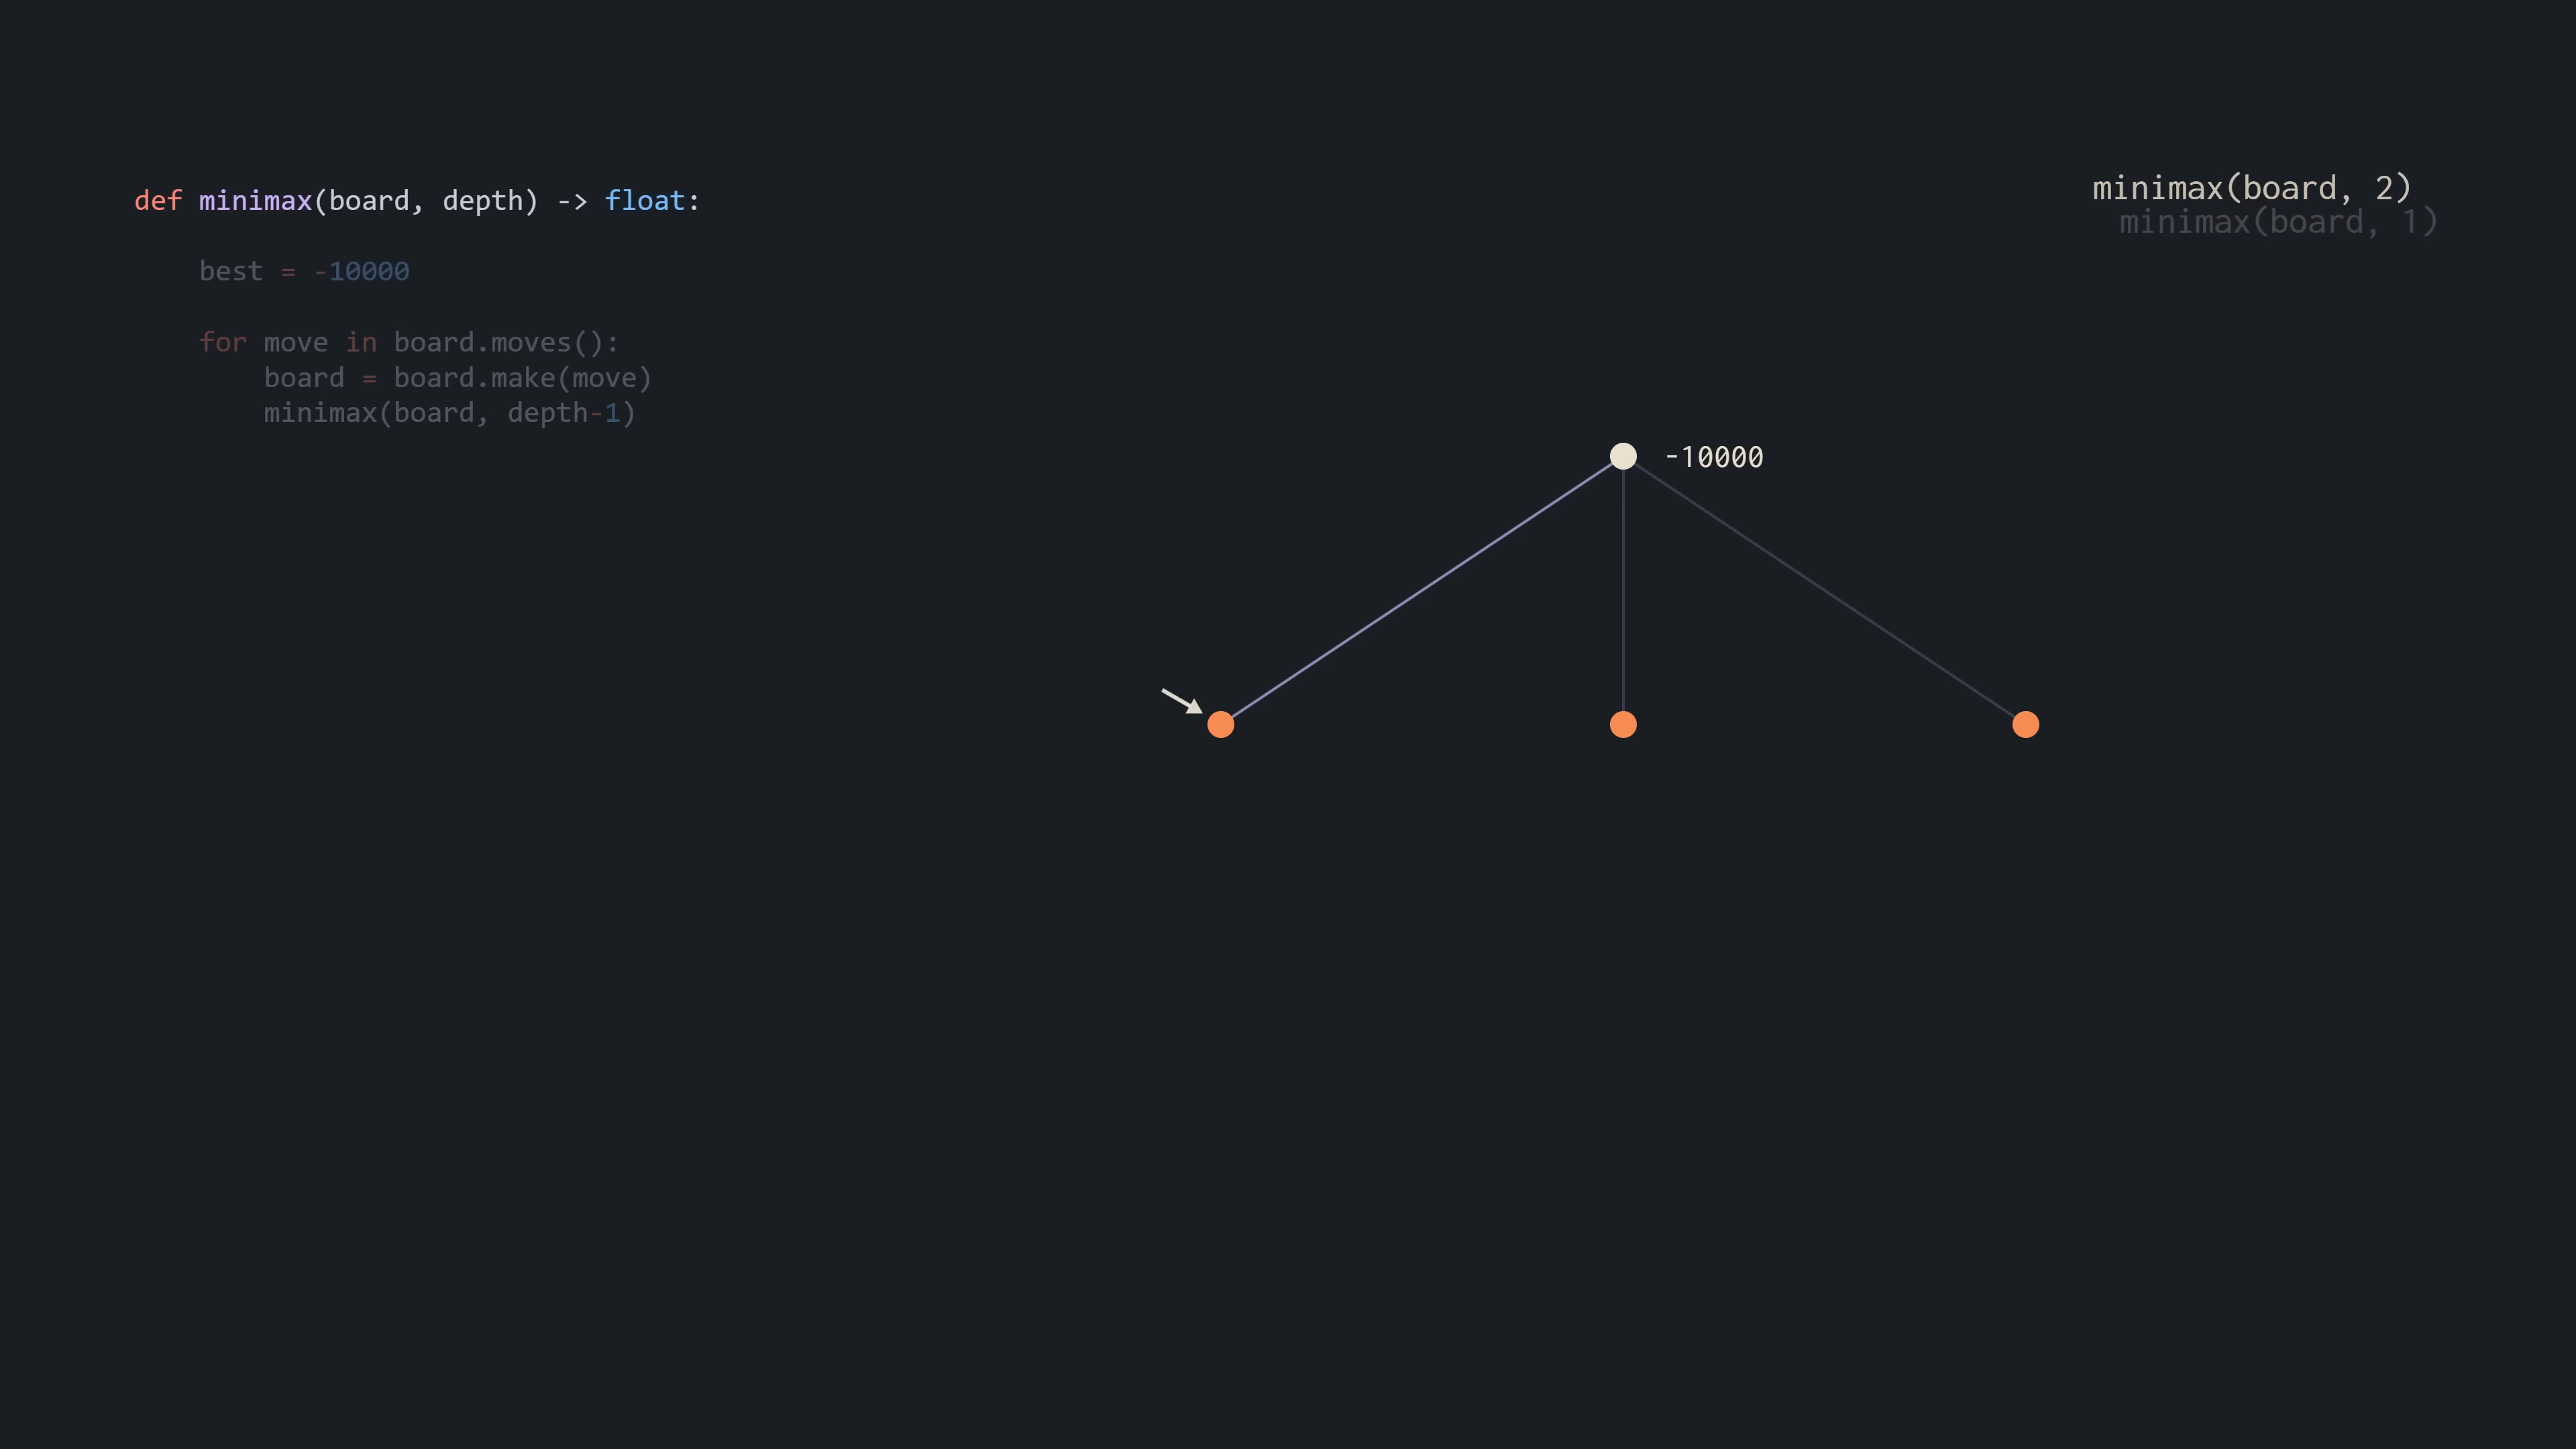 def minimax(board, depth) -> float:
best = -10000
for move in board.moves():
board = board.make(move)
minimax(board, depth-1)
minimax(board, 2)
minimax(board, 1)
-10000